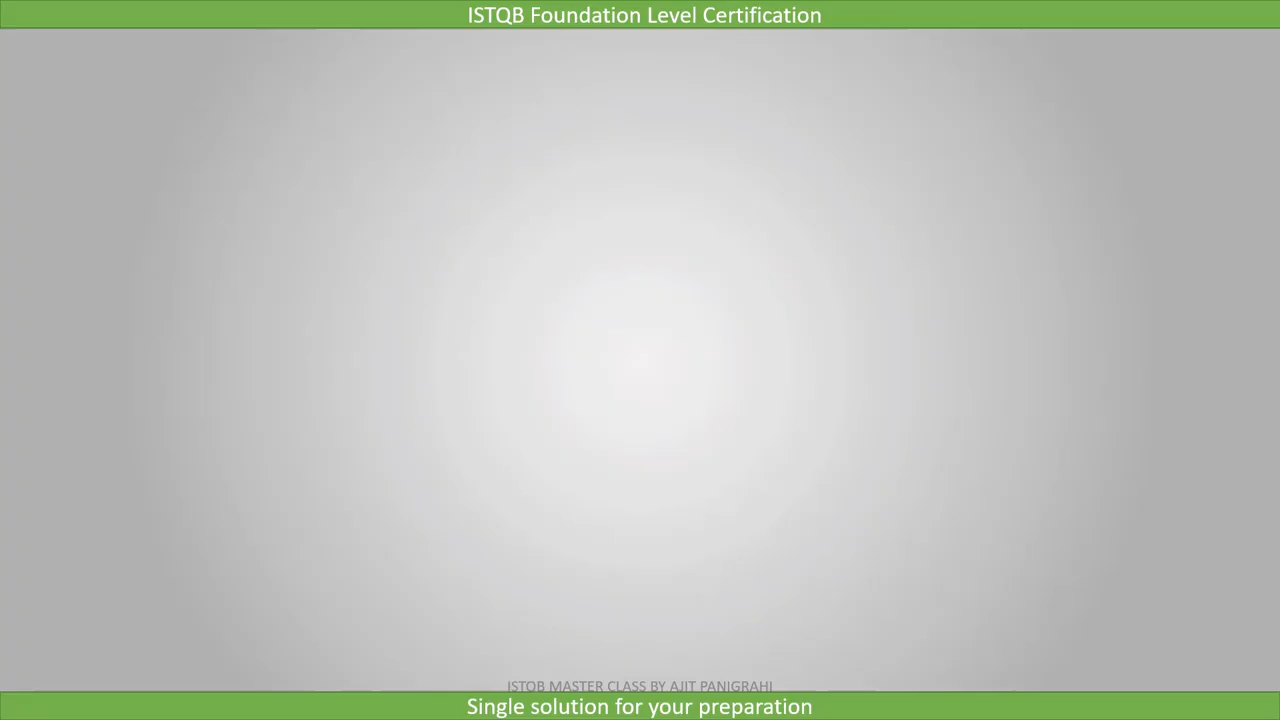 ISTQB Foundation Level Certification
ISTQB MASTER CLASS BY AJIT PANIGRAHI
Single solution for your preparation